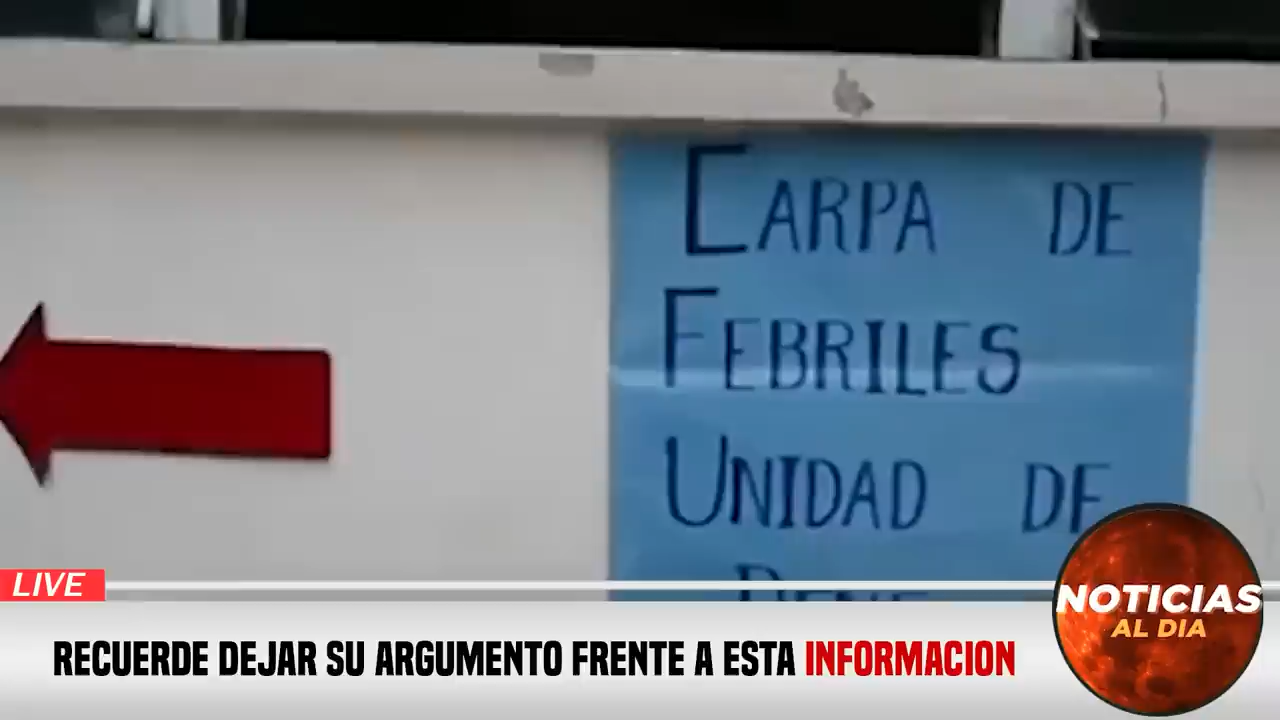 CARPA DE
FEBRILES
UNIDAD DE
LIVE
NOTICIAS
AL DIA
RECUERDE DEJAR SU ARGUMENTO FRENTE A ESTA INFORMACION